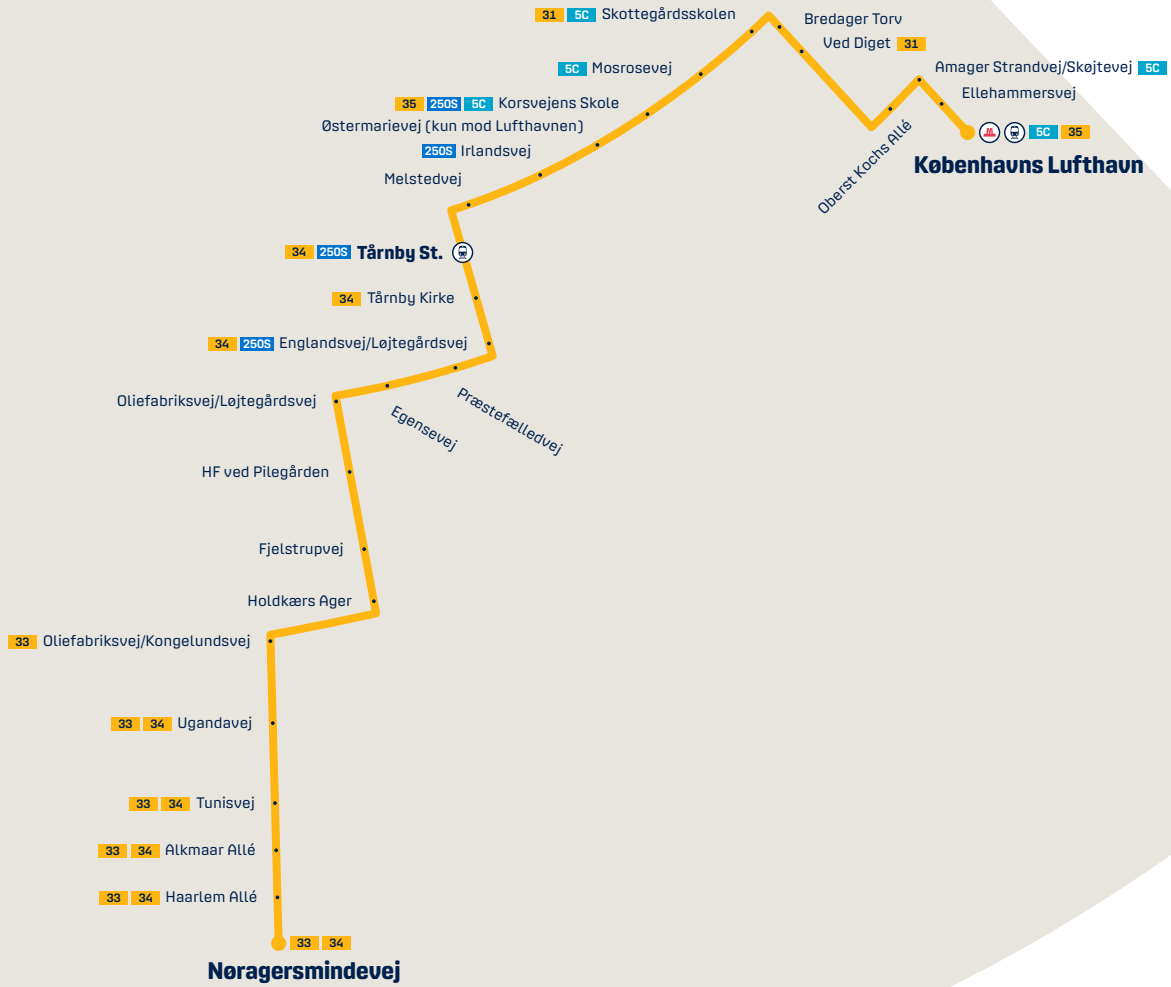 31 5C Skottegårdsskolen
Bredager Torv
Ved Diget 31
5C Mosrosevej
Amager Strandvej/Skøjtevej 5C
Ellehammersvej
35 250S 5C Korsvejens Skole
Østermarievej (kun mod Lufthavnen)
5C 35
250S Irlandsvej
Københavns Lufthavn
Oberst Kochs Allé
Melstedvej
34 250S Tårnby St.
34 Tårnby Kirke
34 250S Englandsvej/Løjtegårdsvej
Præstefælledvej
Egensevej
Oliefabriksvej/Løjtegårdsvej
HF ved Pilegården
Fjelstrupvej
Holdkærs Ager
33 Oliefabriksvej/Kongelundsvej
33 34 Ugandavej
33 34 Tunisvej
33 34 Alkmaar Allé
33 34 Haarlem Allé
33 34
Nøragersmindevej